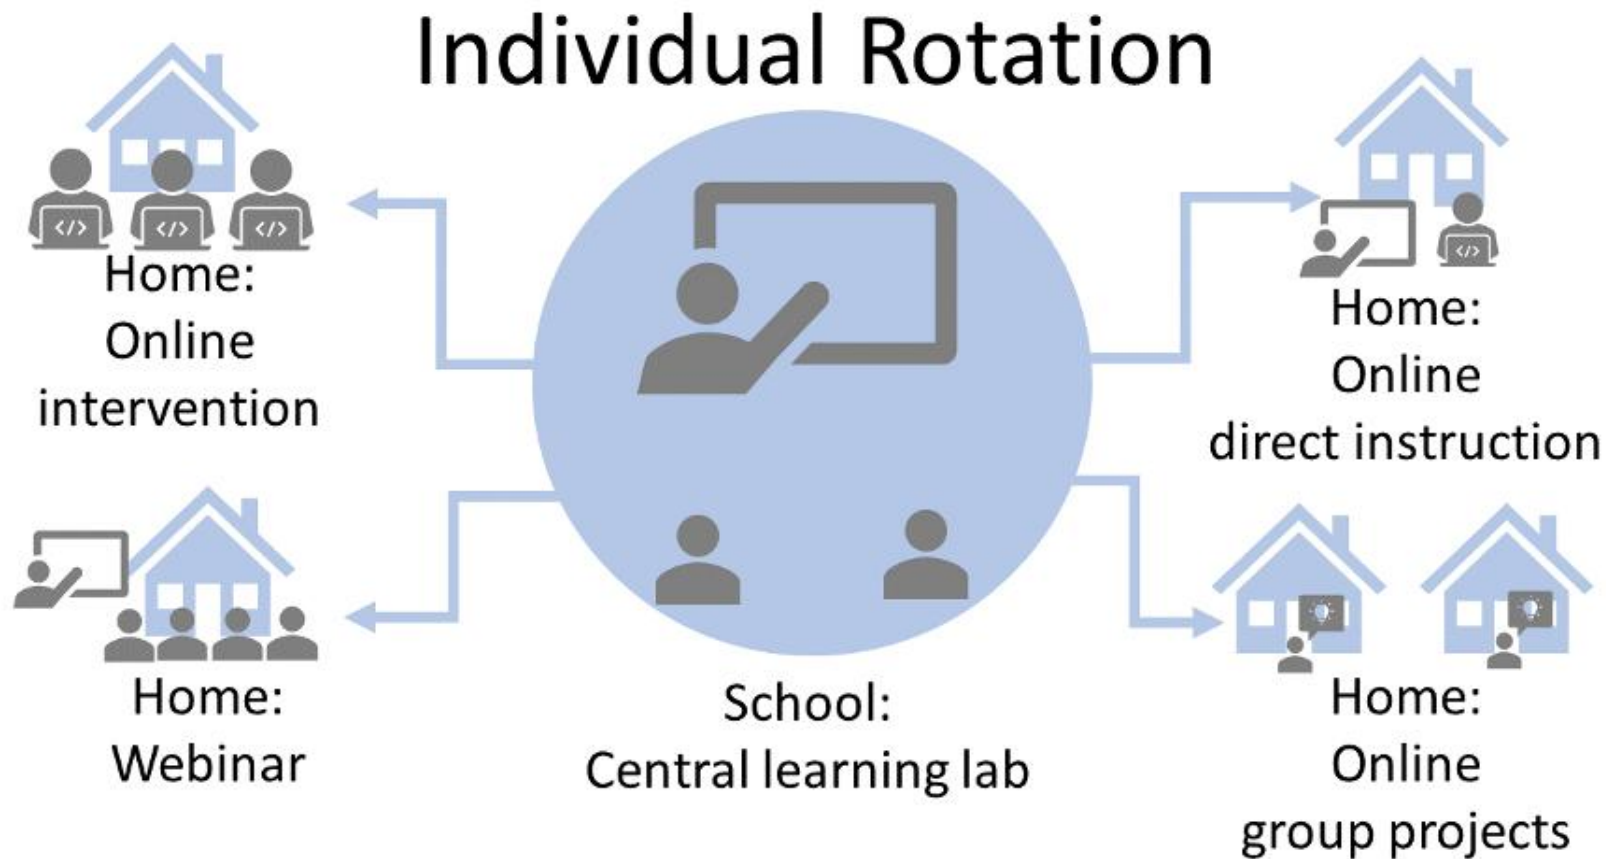 Individual Rotation
</>
</>
</>
Home:
Online
intervention
</>
Home:
Online
direct instruction
Home:
Webinar
School:
Central learning lab
Home:
Online
group projects